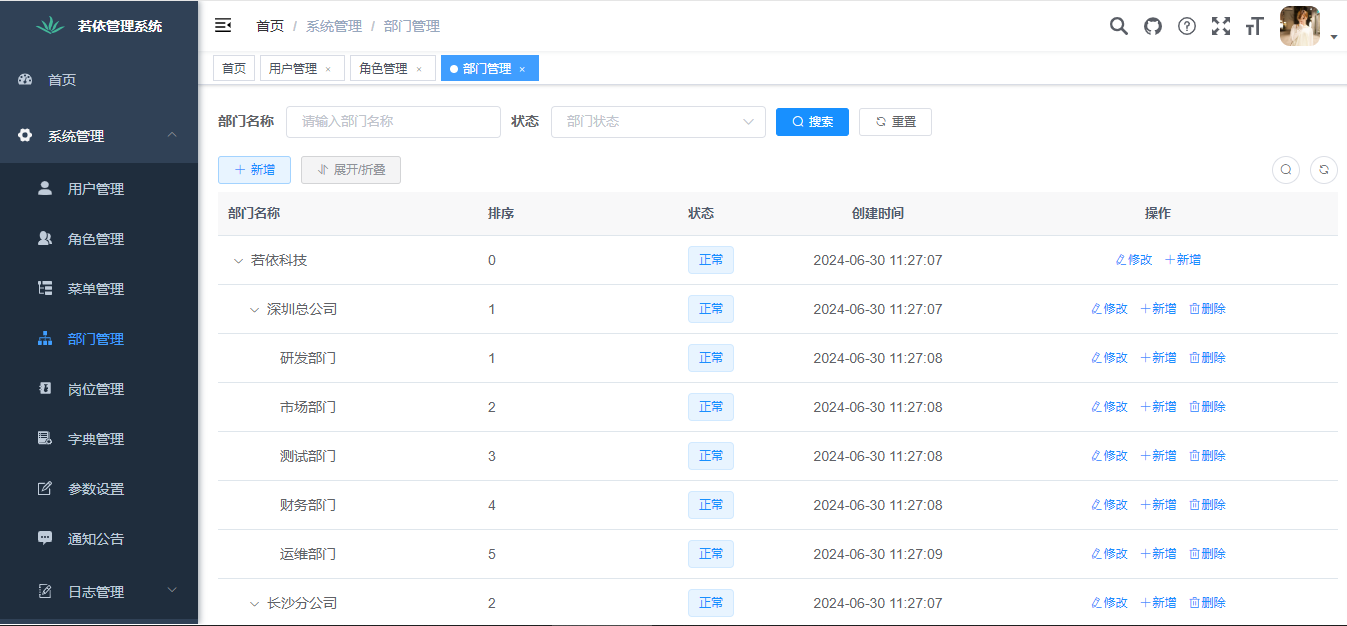 若依管理系统
首页
系统管理
用户管理
角色管理
菜单管理
部门管理
岗位管理
字典管理
参数设置
通知公告
日志管理
首页 / 系统管理 / 部门管理
首页 用户管理 × 角色管理 × 部门管理 ×
部门名称 请输入部门名称 状态 部门状态 搜索 重置
新增 展开/折叠
部门名称 排序 状态 创建时间 操作
若依科技 0 正常 2024-06-30 11:27:07 修改 新增
深圳总公司 1 正常 2024-06-30 11:27:07 修改 新增 删除
研发部门 1 正常 2024-06-30 11:27:08 修改 新增 删除
市场部门 2 正常 2024-06-30 11:27:08 修改 新增 删除
测试部门 3 正常 2024-06-30 11:27:08 修改 新增 删除
财务部门 4 正常 2024-06-30 11:27:08 修改 新增 删除
运维部门 5 正常 2024-06-30 11:27:09 修改 新增 删除
长沙分公司 2 正常 2024-06-30 11:27:07 修改 新增 删除